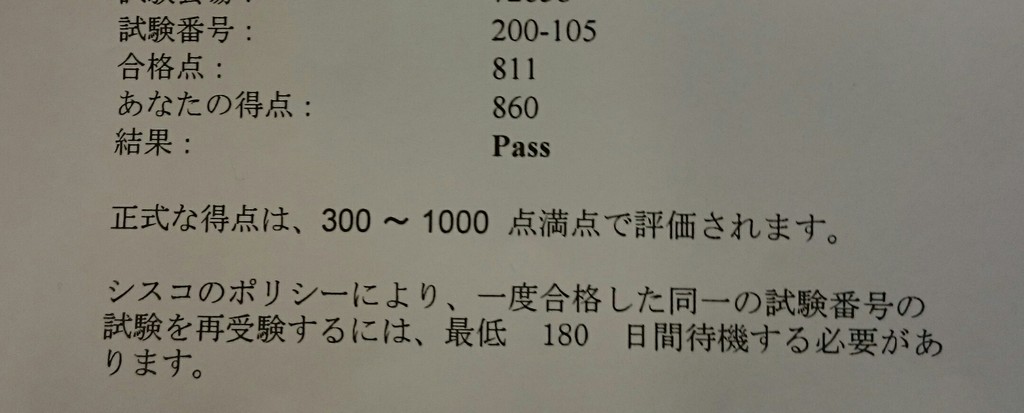 試験番号： 200-105
合格点： 811
あなたの得点： 860
結果： Pass
正式な得点は、300 ～ 1000 点満点で評価されます。
シスコのポリシーにより、一度合格した同一の試験番号の
試験を再受験するには、最低 180 日間待機する必要があ
ります。